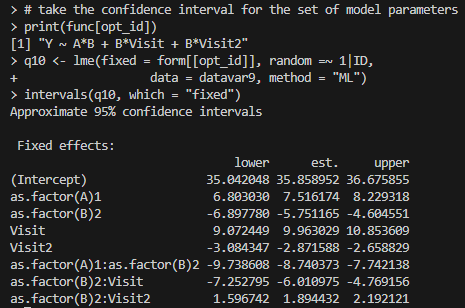 > # take the confidence interval for the set of model parameters
> print(func[opt_id])
[1] "Y ~ A*B + B*Visit + B*Visit2"
> q10 <- lme(fixed = form[[opt_id]], random =~ 1|ID,
+            data = datavar9, method = "ML")
> intervals(q10, which = "fixed")
Approximate 95% confidence intervals
Fixed effects:
lower est. upper
(Intercept) 35.042048 35.858952 36.675855
as.factor(A)1 6.803030 7.516174 8.229318
as.factor(B)2 -6.897780 -5.751165 -4.604551
Visit 9.072449 9.963029 10.853609
Visit2 -3.084347 -2.871588 -2.658829
as.factor(A)1:as.factor(B)2 -9.738608 -8.740373 -7.742138
as.factor(B)2:Visit -7.252795 -6.010975 -4.769156
as.factor(B)2:Visit2 1.596742 1.894432 2.192121